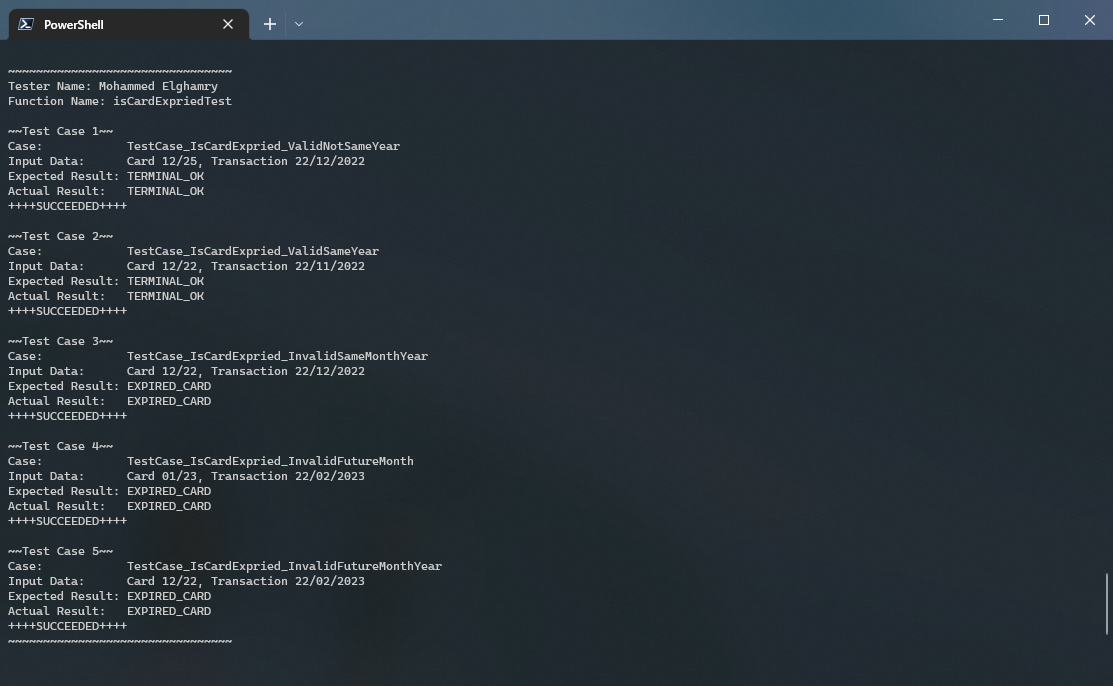 PowerShell
~~~~~~~~~~~~~~~~~~~~~~~~~~~~~~~~
Tester Name: Mohammed Elghamry
Function Name: isCardExpriedTest
~~Test Case 1~~
Case:            TestCase_IsCardExpried_ValidNotSameYear
Input Data:      Card 12/25, Transaction 22/12/2022
Expected Result: TERMINAL_OK
Actual Result:   TERMINAL_OK
++++SUCCEEDED++++
~~Test Case 2~~
Case:            TestCase_IsCardExpried_ValidSameYear
Input Data:      Card 12/22, Transaction 22/11/2022
Expected Result: TERMINAL_OK
Actual Result:   TERMINAL_OK
++++SUCCEEDED++++
~~Test Case 3~~
Case:            TestCase_IsCardExpried_InvalidSameMonthYear
Input Data:      Card 12/22, Transaction 22/12/2022
Expected Result: EXPIRED_CARD
Actual Result:   EXPIRED_CARD
++++SUCCEEDED++++
~~Test Case 4~~
Case:            TestCase_IsCardExpried_InvalidFutureMonth
Input Data:      Card 01/23, Transaction 22/02/2023
Expected Result: EXPIRED_CARD
Actual Result:   EXPIRED_CARD
++++SUCCEEDED++++
~~Test Case 5~~
Case:            TestCase_IsCardExpried_InvalidFutureMonthYear
Input Data:      Card 12/22, Transaction 22/02/2023
Expected Result: EXPIRED_CARD
Actual Result:   EXPIRED_CARD
++++SUCCEEDED++++
~~~~~~~~~~~~~~~~~~~~~~~~~~~~~~~~